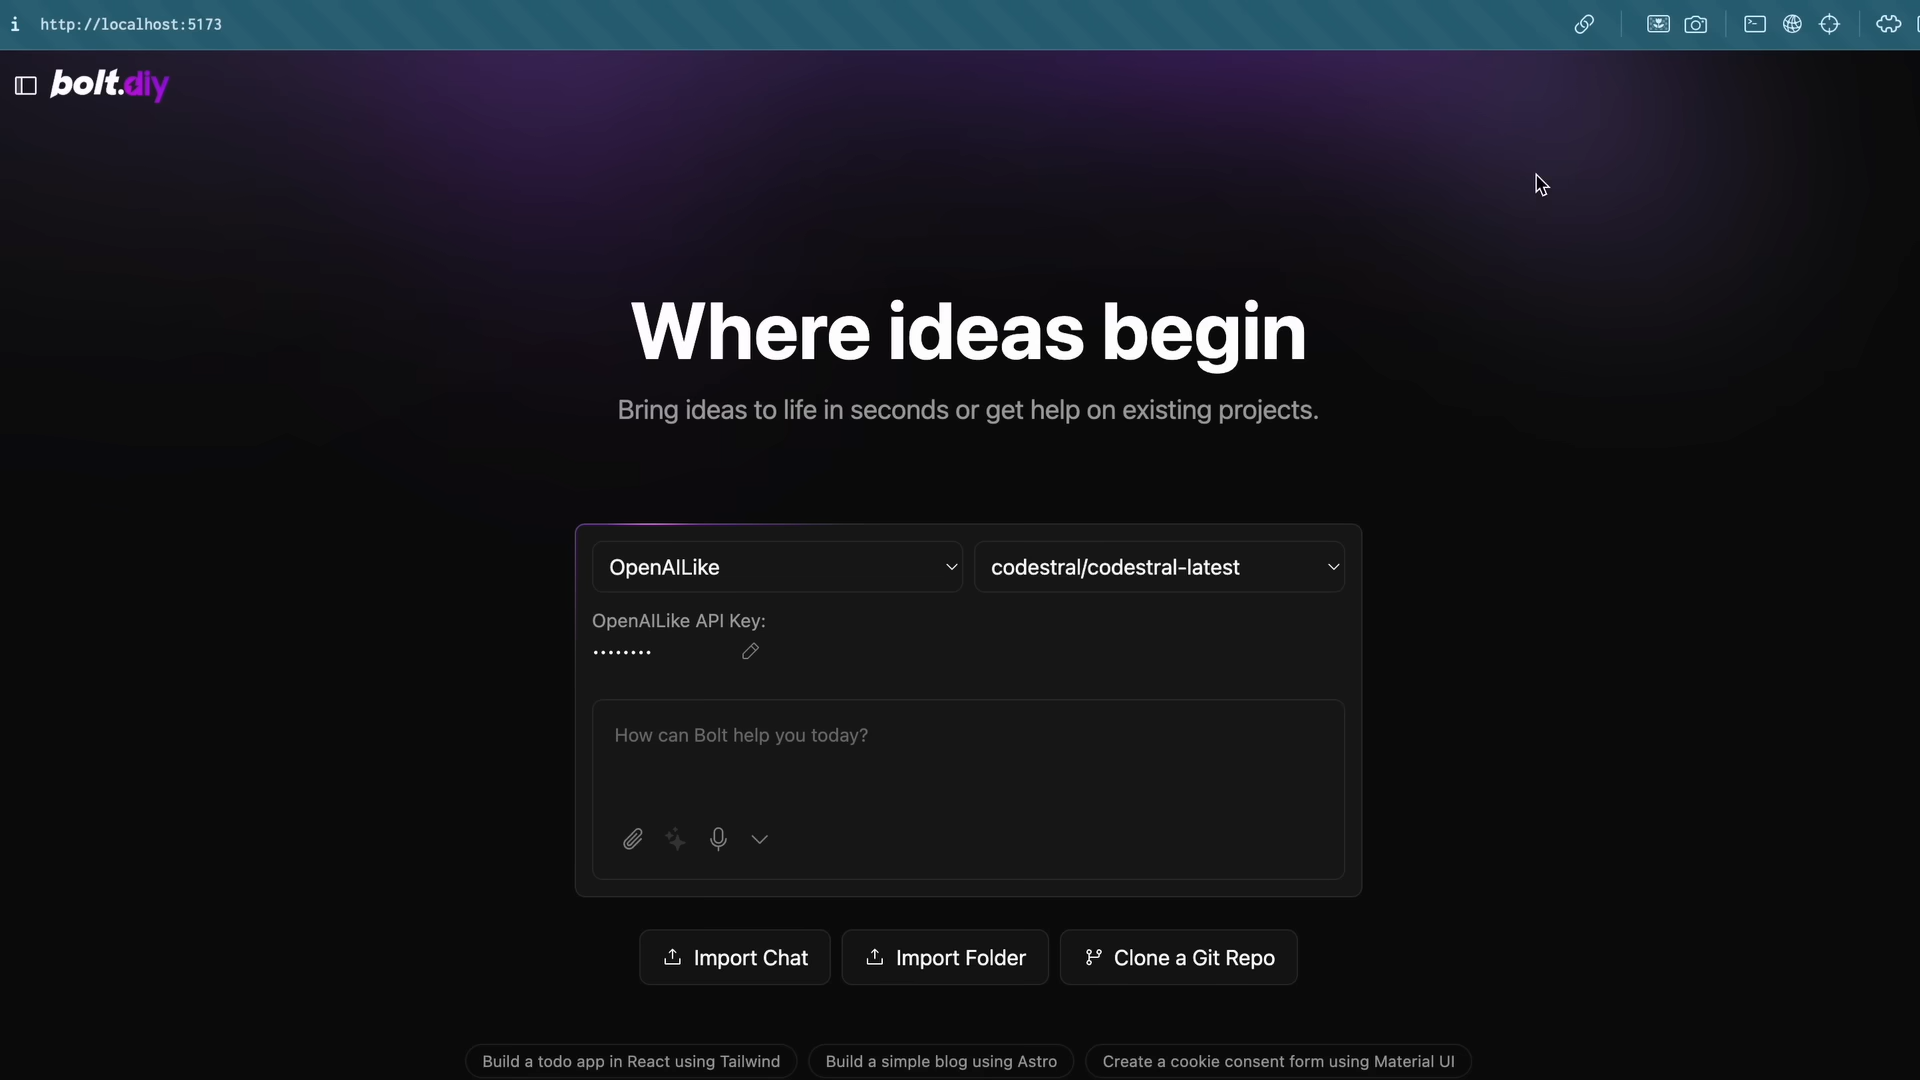 i http://localhost:5173
bolt.diy
Where ideas begin
Bring ideas to life in seconds or get help on existing projects.
OpenAILike
codestral/codestral-latest
OpenAILike API Key:
••••••••
How can Bolt help you today?
Import Chat
Import Folder
Clone a Git Repo
Build a todo app in React using Tailwind
Build a simple blog using Astro
Create a cookie consent form using Material UI